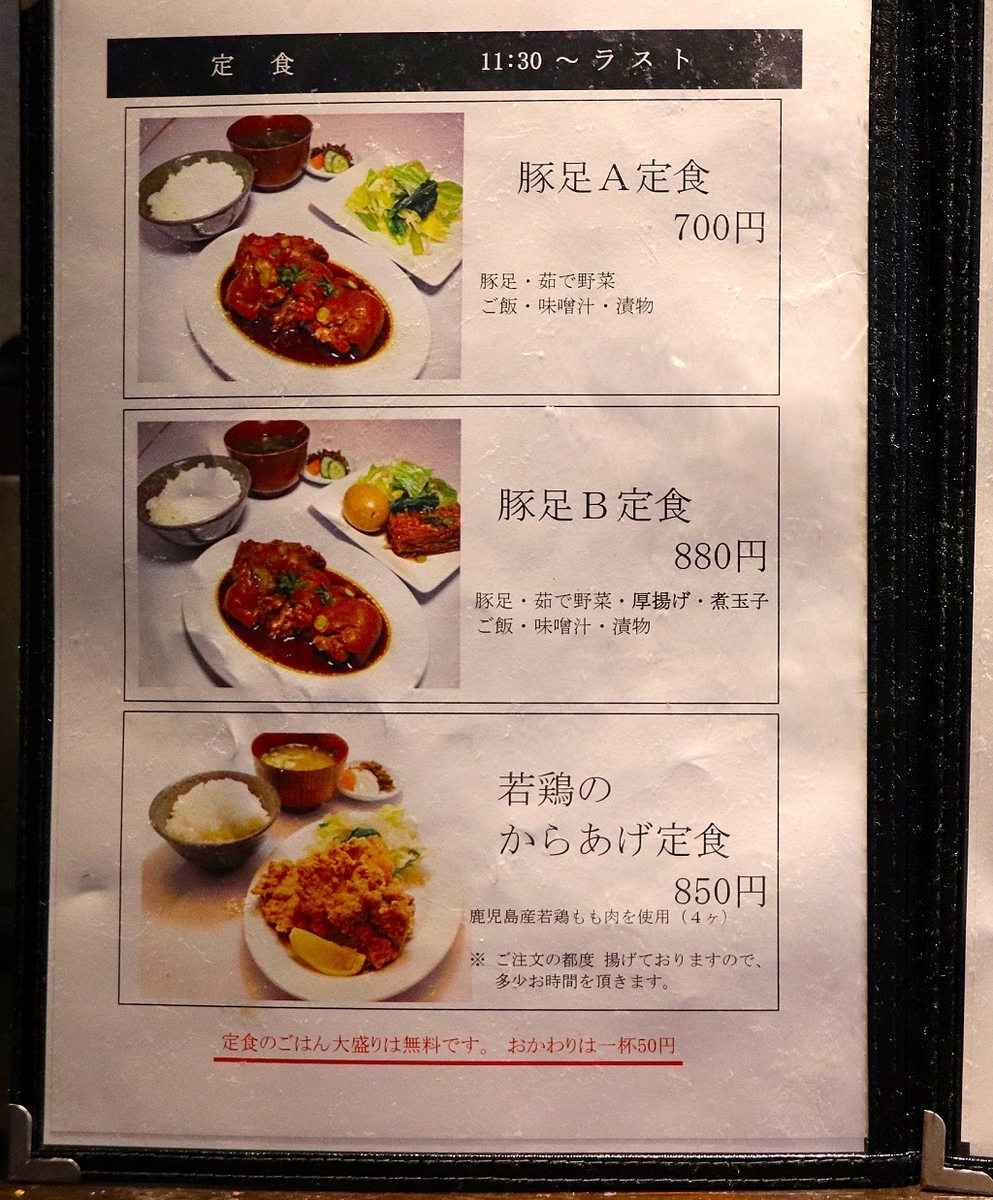 定食 11:30 ～ ラスト
豚足Ａ定食
700円
豚足・茹で野菜
ご飯・味噌汁・漬物
豚足Ｂ定食
880円
豚足・茹で野菜・厚揚げ・煮玉子
ご飯・味噌汁・漬物
若鶏の
からあげ定食
850円
鹿児島産若鶏もも肉を使用（４ヶ）
※ ご注文の都度 揚げておりますので、
多少お時間を頂きます。
定食のごはん大盛りは無料です。 おかわりは一杯50円